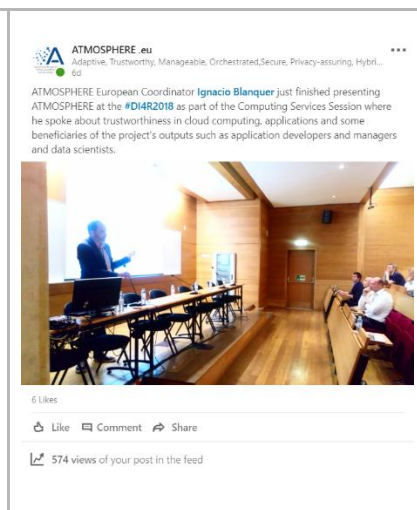 ATMOSPHERE .eu
Adaptive, Trustworthy, Manageable, Orchestrated,Secure, Privacy-assuring, Hybri...
6d
ATMOSPHERE European Coordinator Ignacio Blanquer just finished presenting
ATMOSPHERE at the #DI4R2018 as part of the Computing Services Session where
he spoke about trustworthiness in cloud computing, applications and some
beneficiaries of the project's outputs such as application developers and managers
and data scientists.
6 Likes
Like Comment Share
574 views of your post in the feed